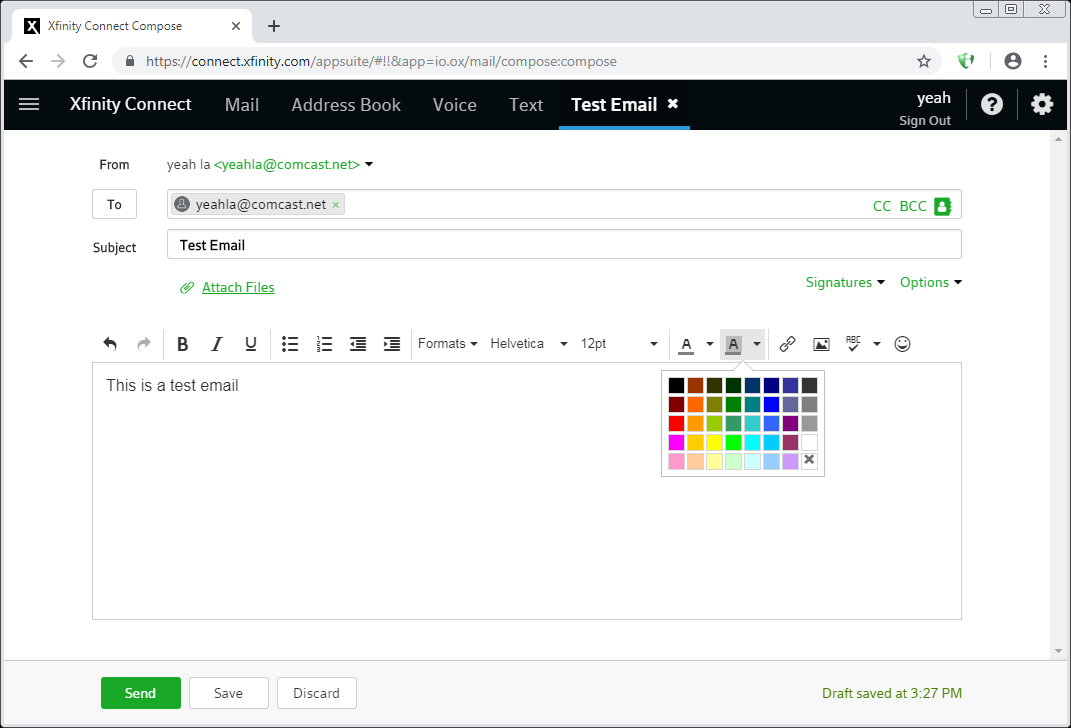 Xfinity Connect Compose
https://connect.xfinity.com/appsuite/#!!&app=io.ox/mail/compose:compose
Xfinity Connect Mail Address Book Voice Text Test Email yeah
Sign Out
From yeah la <yeahla@comcast.net>
To yeahla@comcast.net × CC BCC
Subject Test Email
Attach Files Signatures Options
B I U Formats Helvetica 12pt A A ABC
This is a test email
Send Save Discard Draft saved at 3:27 PM